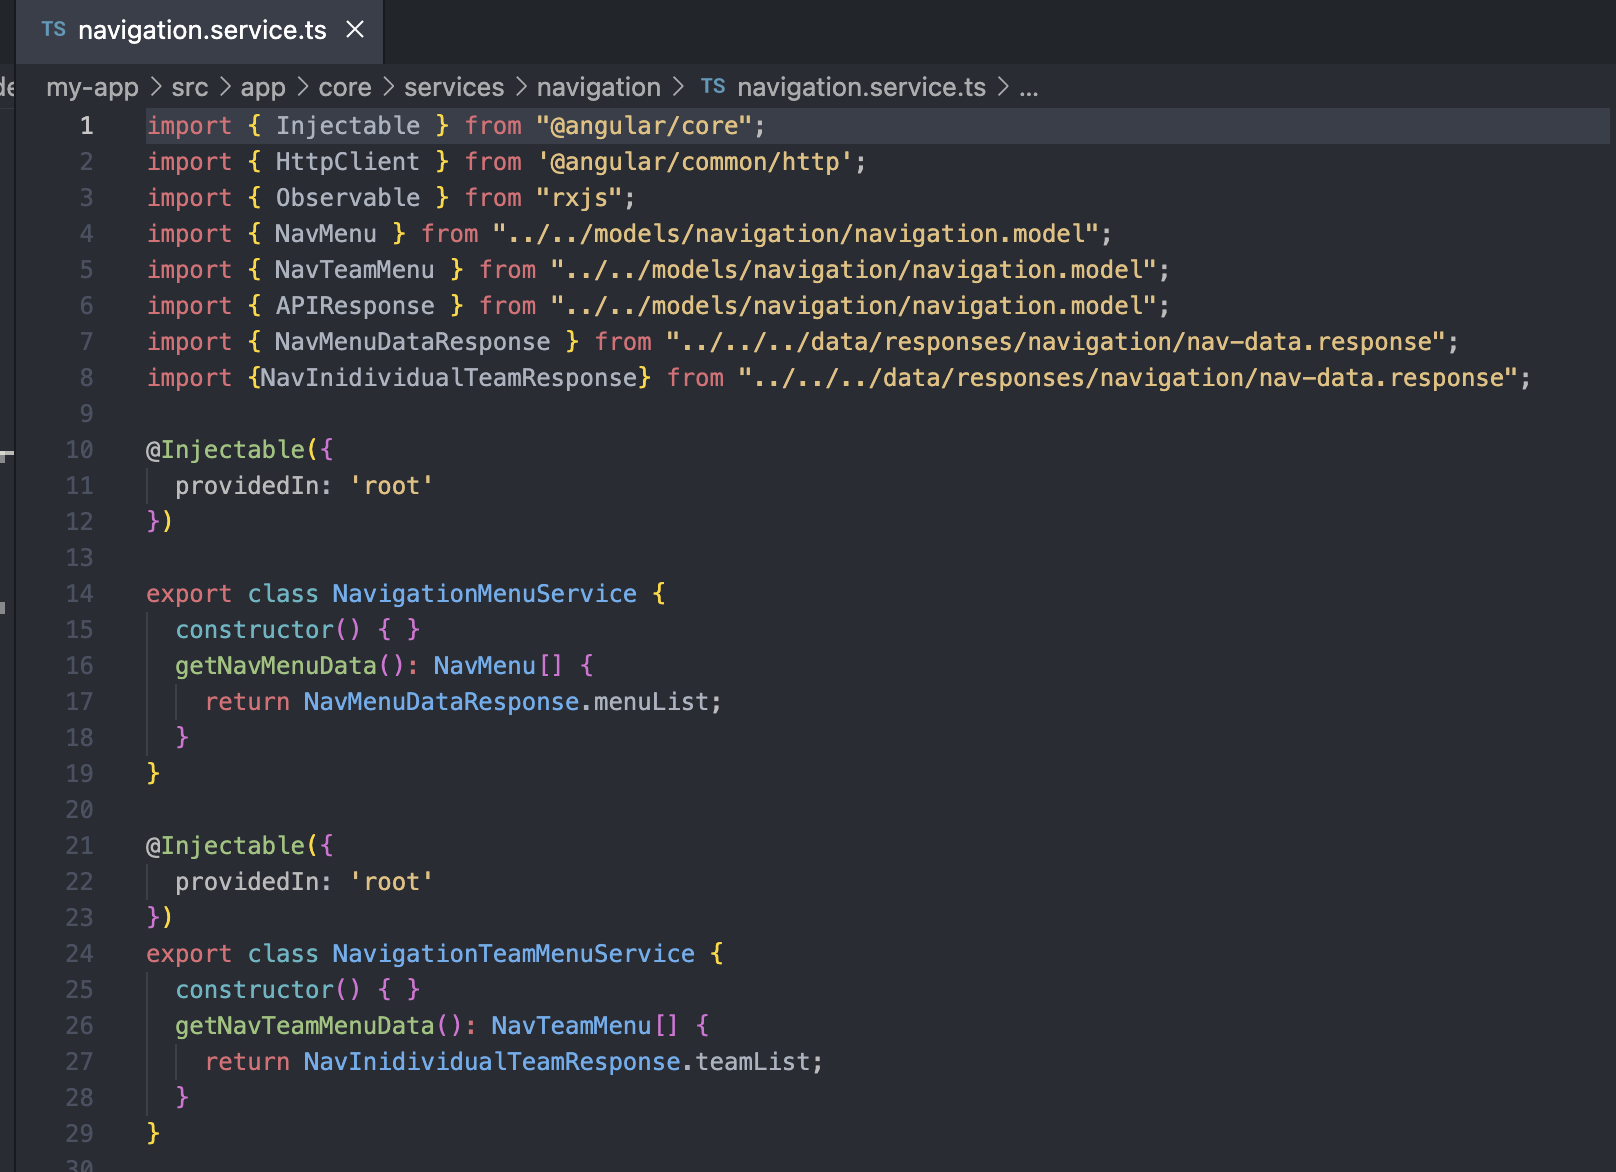 TS navigation.service.ts ×
my-app > src > app > core > services > navigation > TS navigation.service.ts > ...
1 import { Injectable } from "@angular/core";
2 import { HttpClient } from '@angular/common/http';
3 import { Observable } from "rxjs";
4 import { NavMenu } from "../../models/navigation/navigation.model";
5 import { NavTeamMenu } from "../../models/navigation/navigation.model";
6 import { APIResponse } from "../../models/navigation/navigation.model";
7 import { NavMenuDataResponse } from "../../../data/responses/navigation/nav-data.response";
8 import {NavInidividualTeamResponse} from "../../../data/responses/navigation/nav-data.response";
9
10 @Injectable({
11   providedIn: 'root'
12 })
13
14 export class NavigationMenuService {
15   constructor() { }
16   getNavMenuData(): NavMenu[] {
17     return NavMenuDataResponse.menuList;
18   }
19 }
20
21 @Injectable({
22   providedIn: 'root'
23 })
24 export class NavigationTeamMenuService {
25   constructor() { }
26   getNavTeamMenuData(): NavTeamMenu[] {
27     return NavInidividualTeamResponse.teamList;
28   }
29 }
30